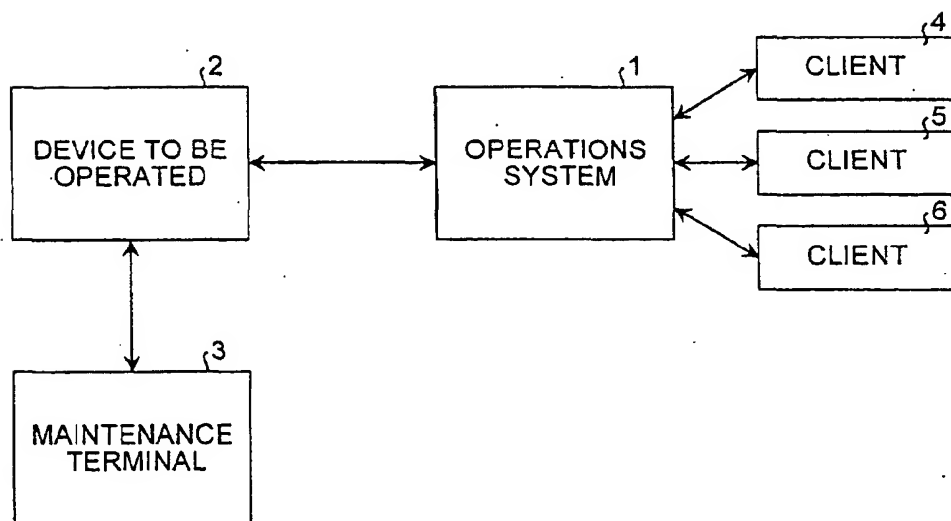 2
DEVICE TO BE
OPERATED
1
OPERATIONS
SYSTEM
4
CLIENT
5
CLIENT
6
CLIENT
3
MAINTENANCE
TERMINAL